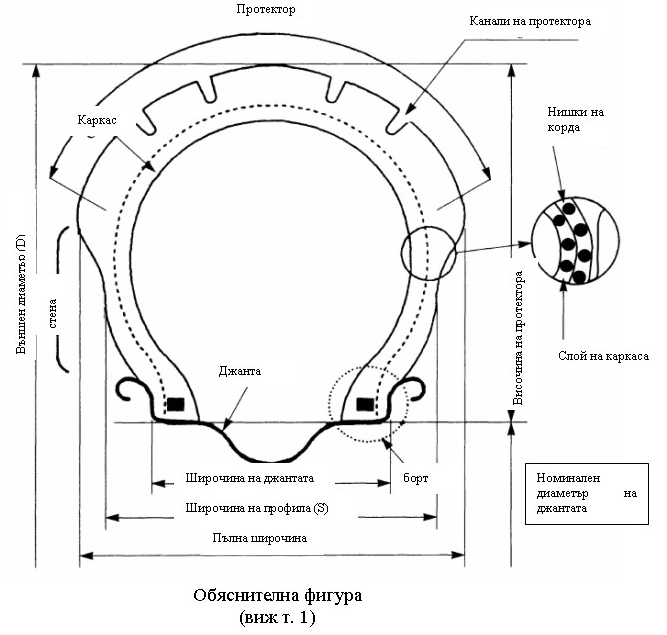 Протектор
Канали на протектора
Каркас
Нишки на
корда
Външен диаметър (D)
стена
Височина на протектора
Слой на каркаса
Джанта
Широчина на джантата
борт
Номинален
диаметър на
джантата
Широчина на профила (S)
Пълна широчина
Обяснителна фигура
(виж т. 1)